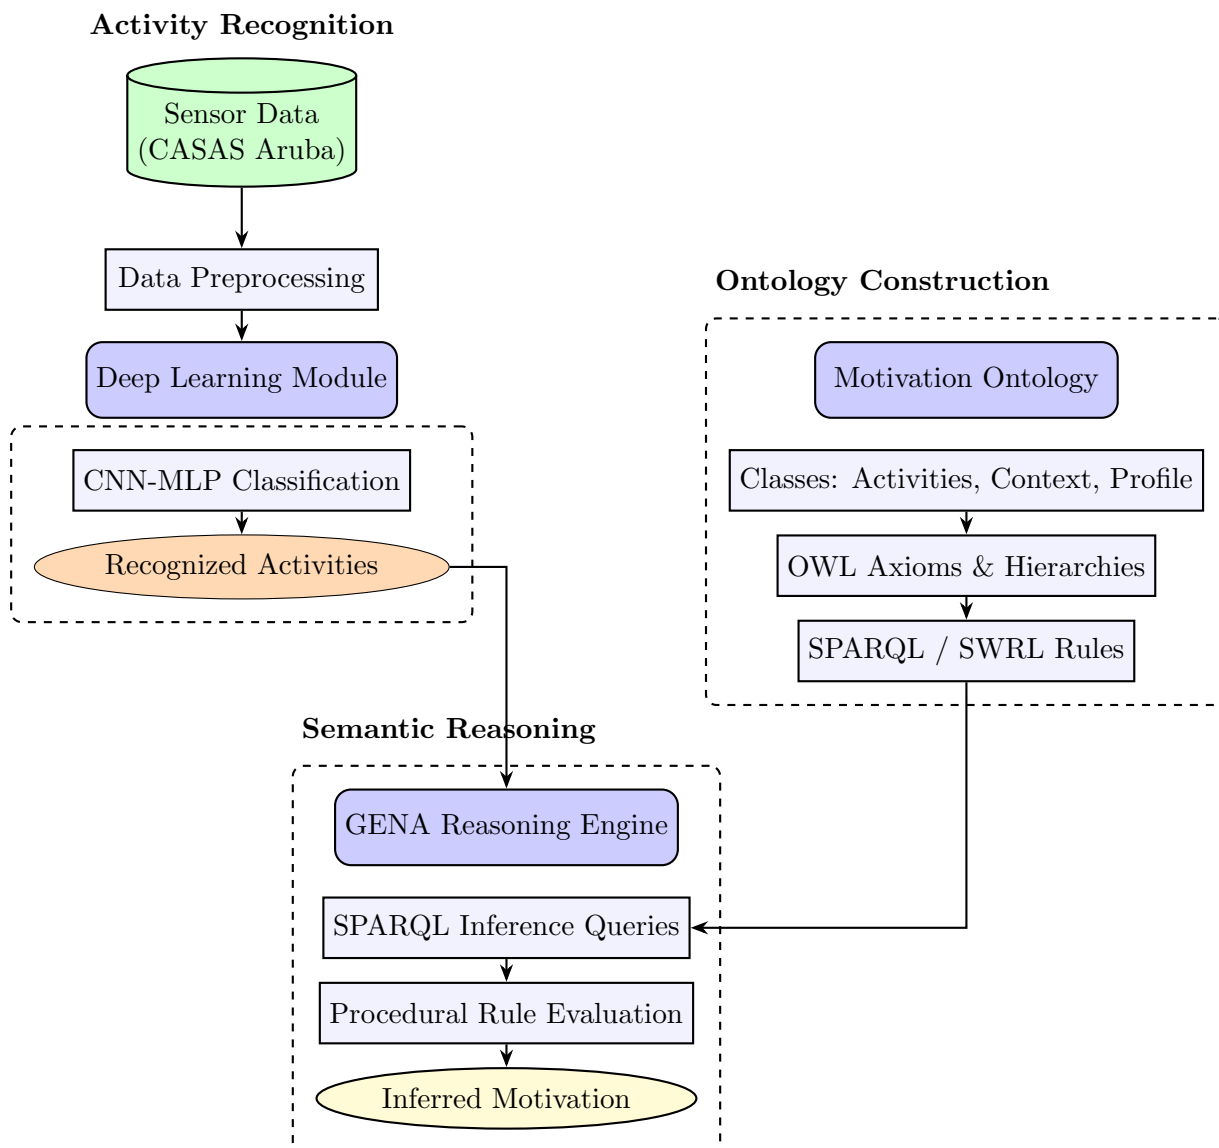 Activity Recognition
Sensor Data
(CASAS Aruba)
Data Preprocessing
Deep Learning Module
CNN-MLP Classification
Recognized Activities
Ontology Construction
Motivation Ontology
Classes: Activities, Context, Profile
OWL Axioms & Hierarchies
SPARQL / SWRL Rules
Semantic Reasoning
GENA Reasoning Engine
SPARQL Inference Queries
Procedural Rule Evaluation
Inferred Motivation